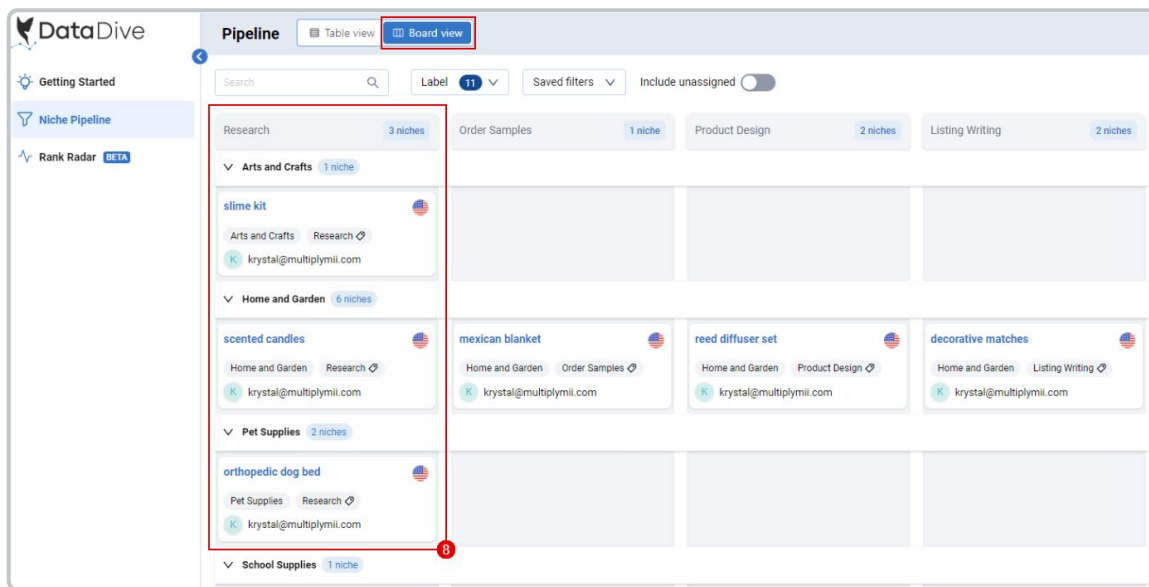 DataDive
Pipeline Table view Board view
Getting Started
Niche Pipeline
Rank Radar BETA
Search Label 11 Saved filters Include unassigned
Research 3 niches Order Samples 1 niche Product Design 2 niches Listing Writing 2 niches
Arts and Crafts 1 niche
slime kit
Arts and Crafts Research
K krystal@multiplymii.com
Home and Garden 6 niches
scented candles mexican blanket reed diffuser set decorative matches
Home and Garden Research Home and Garden Order Samples Home and Garden Product Design Home and Garden Listing Writing
K krystal@multiplymii.com K krystal@multiplymii.com K krystal@multiplymii.com K krystal@multiplymii.com
Pet Supplies 2 niches
orthopedic dog bed
Pet Supplies Research
K krystal@multiplymii.com
8
School Supplies 1 niche